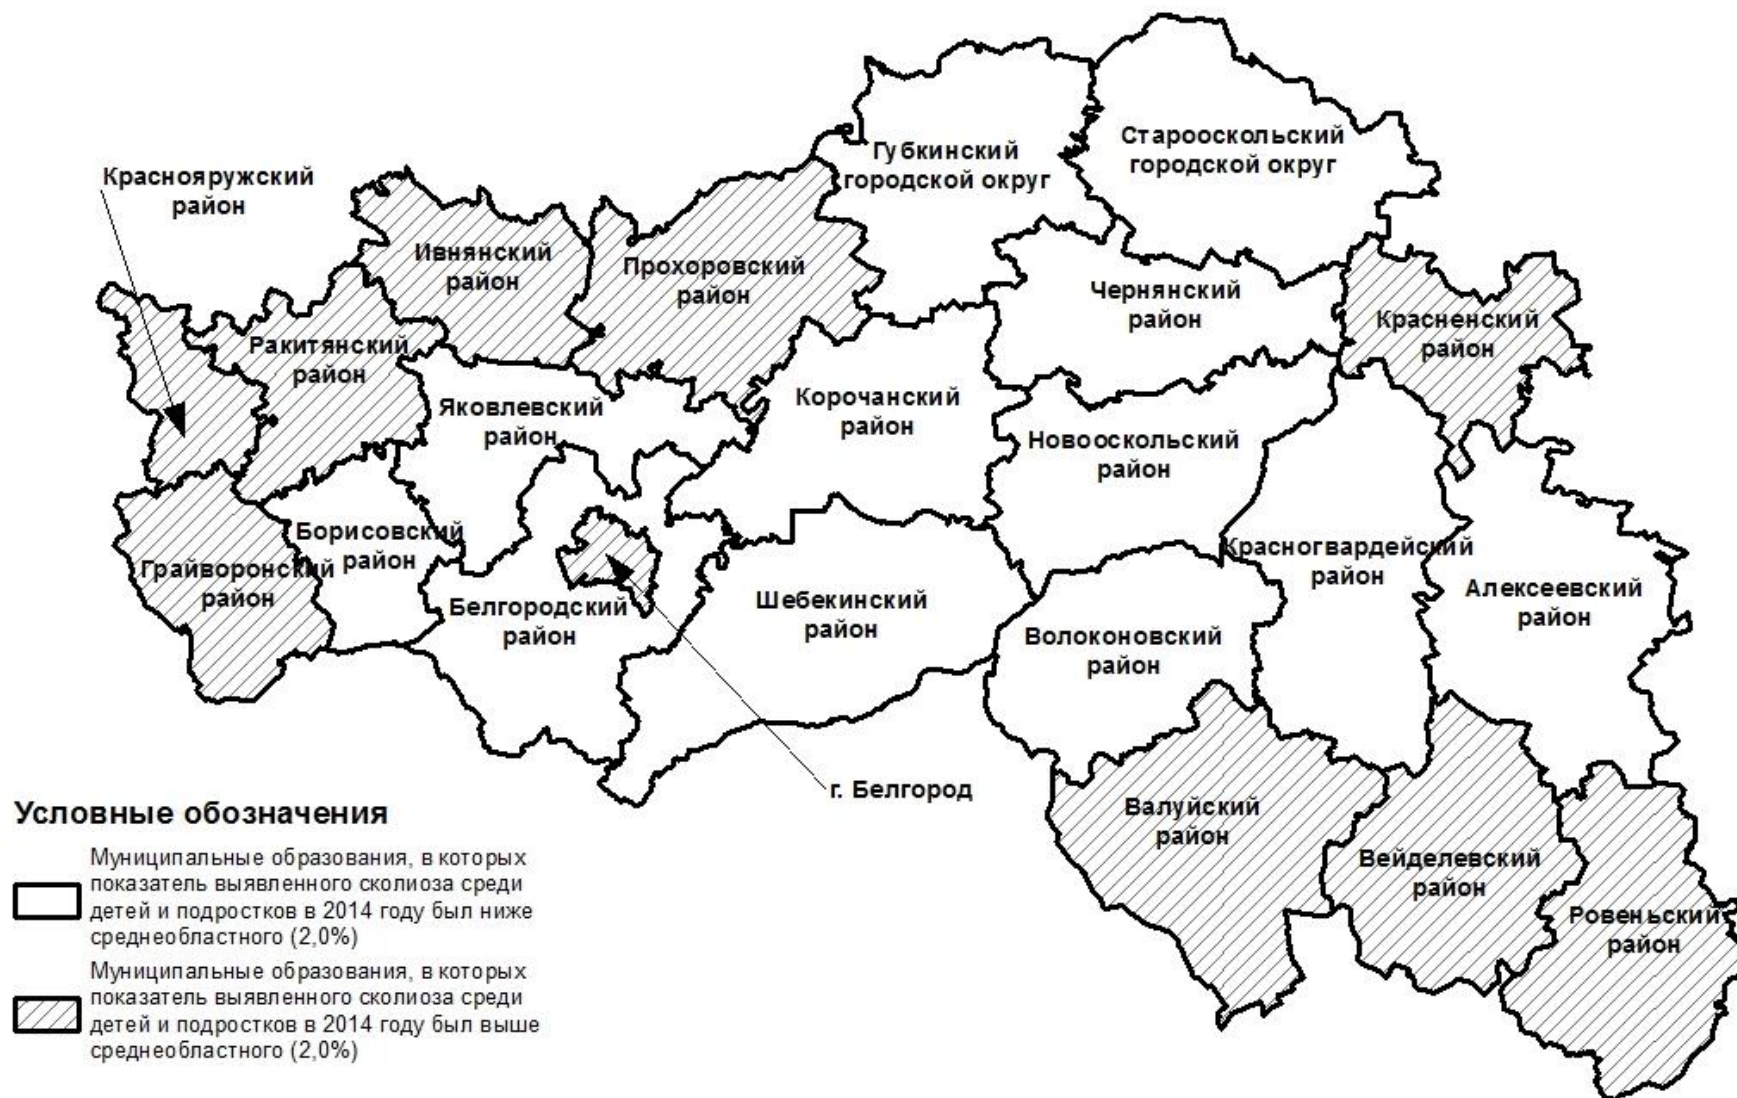 Старооскольский
городской округ
Губкинский
городской округ
Краснояружский
район
Ивнянский
район
Прохоровский
район
Чернянский
район
Красненский
район
Ракитянский
район
Яковлевский
район
Корочанский
район
Новооскольский
район
Борисовский
район
Грайворонский
район
Красногвардейский
район
Алексеевский
район
Белгородский
район
Шебекинский
район
Волоконовский
район
г. Белгород
Валуйский
район
Вейделевский
район
Ровеньский
район
Условные обозначения
Муниципальные образования, в которых
показатель выявленного сколиоза среди
детей и подростков в 2014 году был ниже
среднеобластного (2,0%)
Муниципальные образования, в которых
показатель выявленного сколиоза среди
детей и подростков в 2014 году был выше
среднеобластного (2,0%)